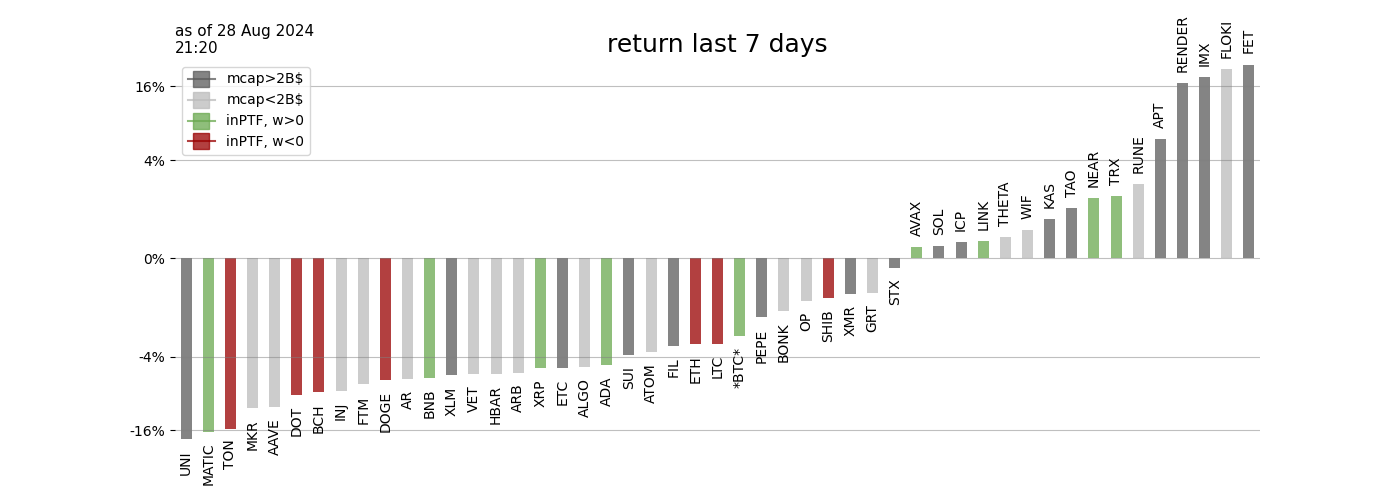 as of 28 Aug 2024
21:20
return last 7 days
mcap>2B$
mcap<2B$
inPTF, w>0
inPTF, w<0
16%
4%
0%
-4%
-16%
UNI
MATIC
TON
MKR
AAVE
DOT
BCH
INJ
FTM
DOGE
AR
BNB
XLM
VET
HBAR
ARB
XRP
ETC
ALGO
ADA
SUI
ATOM
FIL
ETH
LTC
*BTC*
PEPE
BONK
OP
SHIB
XMR
GRT
STX
AVAX
SOL
ICP
LINK
THETA
WIF
KAS
TAO
NEAR
TRX
RUNE
APT
RENDER
IMX
FLOKI
FET